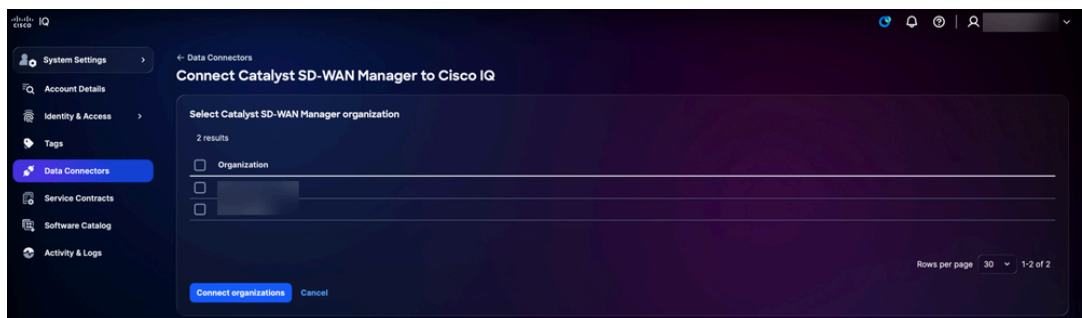 CISCO IQ
System Settings
Account Details
Identity & Access
Tags
Data Connectors
Service Contracts
Software Catalog
Activity & Logs
← Data Connectors
Connect Catalyst SD-WAN Manager to Cisco IQ
Select Catalyst SD-WAN Manager organization
2 results
Organization
Rows per page 30 1-2 of 2
Connect organizations Cancel